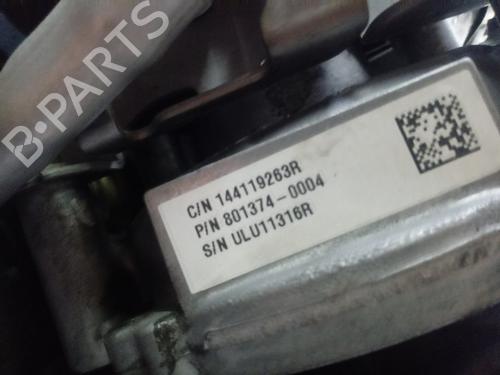 B-PARTS
C/N 144119263R
P/N 801374-0004
S/N ULU11316R